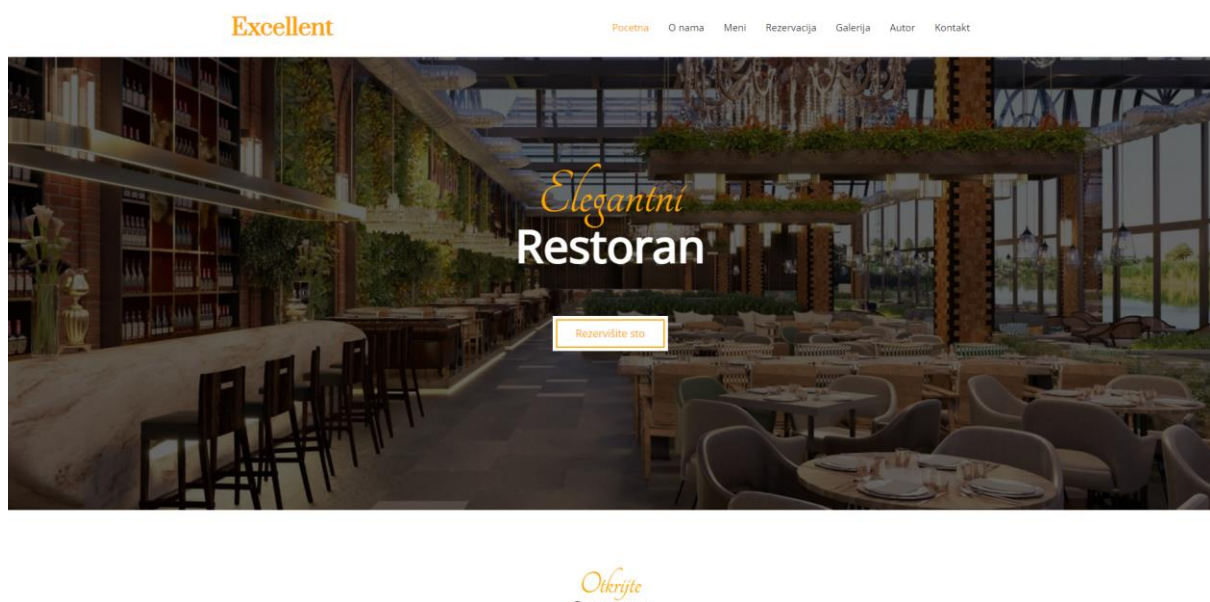 Excellent
Pocetna O nama Meni Rezervacija Galerija Autor Kontakt
Elegantni
Restoran
Rezervišite sto
Otkrijte